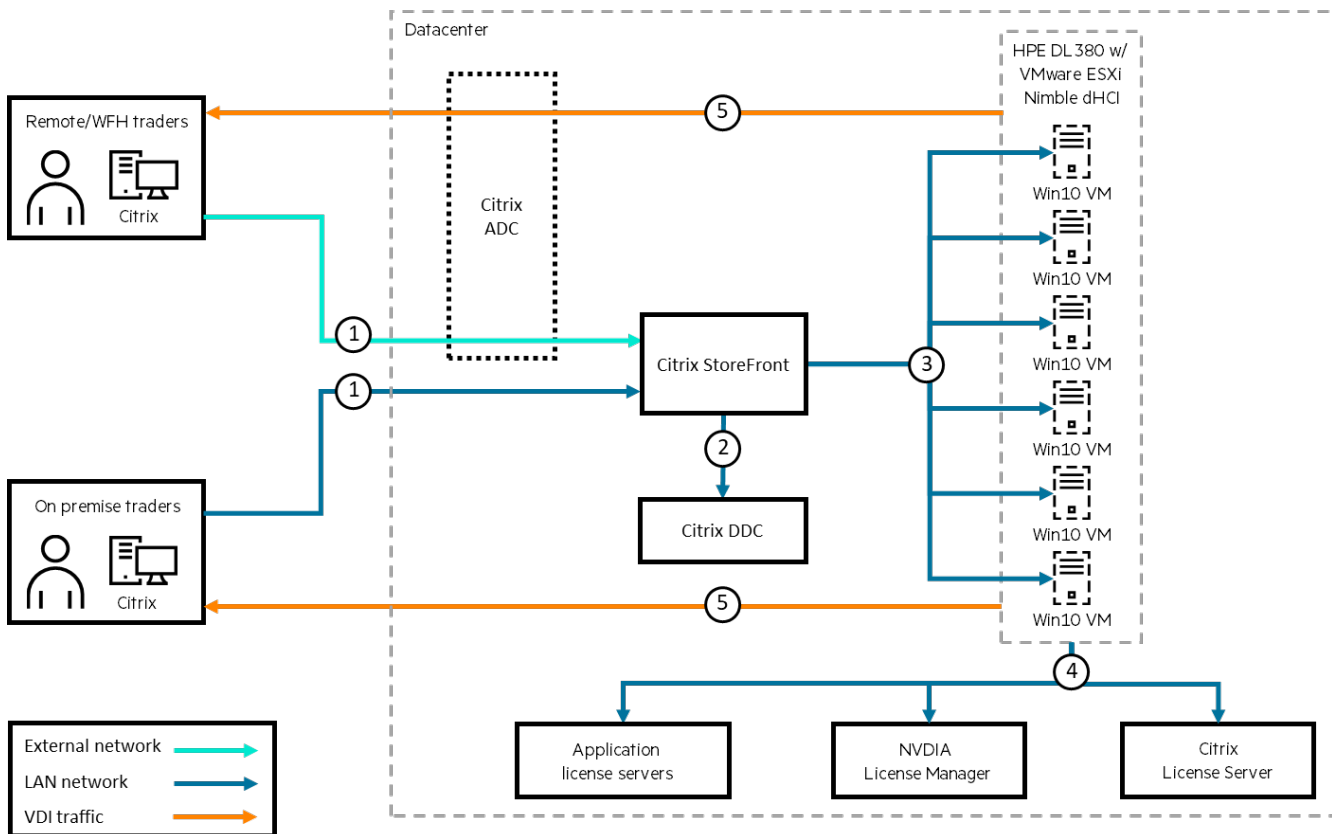 Datacenter
HPE DL380 w/
VMware ESXi
Nimble dHCI
Remote/WFH traders
Citrix
5
Citrix
ADC
Win10 VM
Win10 VM
1
Citrix StoreFront
3
Win10 VM
1
2
Win10 VM
On premise traders
Citrix
Citrix DDC
Win10 VM
5
Win10 VM
4
External network
LAN network
VDI traffic
Application
license servers
NVDIA
License Manager
Citrix
License Server